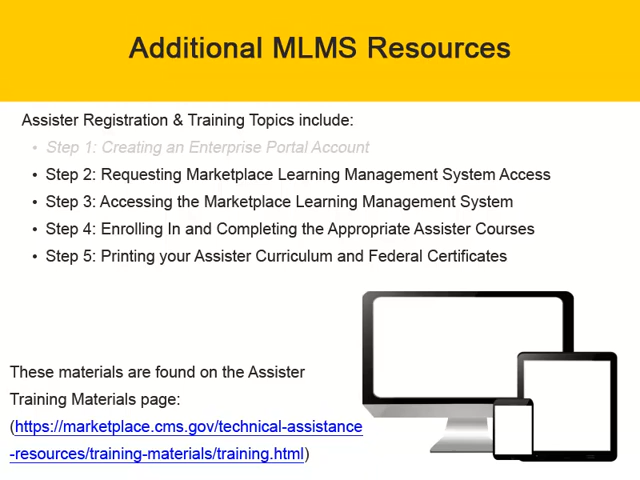 Additional MLMS Resources
Assister Registration & Training Topics include:
• Step 1: Creating an Enterprise Portal Account
• Step 2: Requesting Marketplace Learning Management System Access
• Step 3: Accessing the Marketplace Learning Management System
• Step 4: Enrolling In and Completing the Appropriate Assister Courses
• Step 5: Printing your Assister Curriculum and Federal Certificates
These materials are found on the Assister
Training Materials page:
(https://marketplace.cms.gov/technical-assistance
-resources/training-materials/training.html)